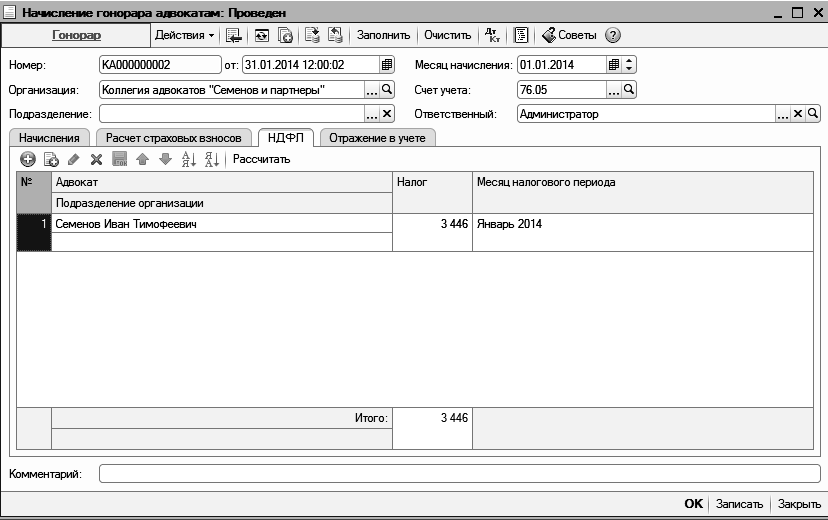 Начисление гонорара адвокатам: Проведен
Гонорар Действия Заполнить Очистить Дт Кт Советы ?
Номер: КА000000002 от: 31.01.2014 12:00:02 Месяц начисления: 01.01.2014
Организация: Коллегия адвокатов "Семенов и партнеры" ... Счет учета: 76.05 ...
Подразделение: ... Ответственный: Администратор ...
Начисления Расчет страховых взносов НДФЛ Отражение в учете
Рассчитать
№ Адвокат Налог Месяц налогового периода
Подразделение организации
1 Семенов Иван Тимофеевич 3 446 Январь 2014
Итого: 3 446
Комментарий:
OK Записать Закрыть